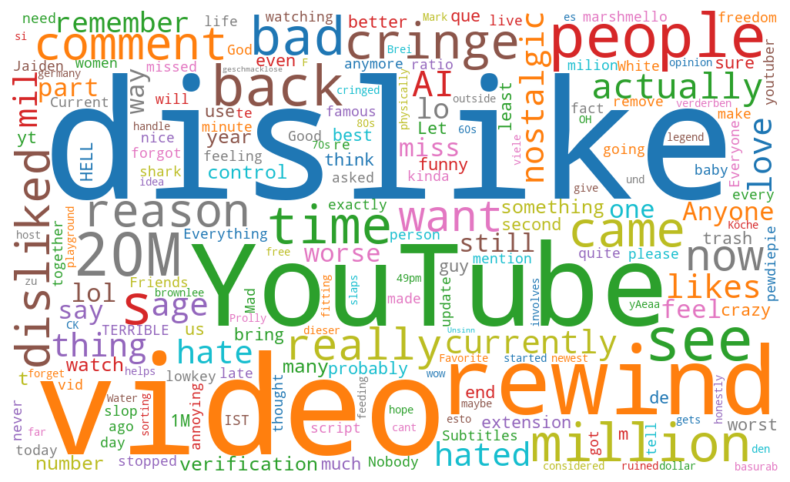 need remember comment bad cringe que better live es marshmello freedom
si Jaiden life God watching Mark Brei
mil germany women missed way even anymore ratio AI people milion White opinion sure youtuber
part Current geschmacklose F cringed physically nostalgic remove fact verderben
back use te lo outside actually
yt HELL handle will famous 80s Let least OH make Everyone love
nice minute Good best 70s re 60s miss going legend
dislike
forgot year feeling think funny kinda viele baby
idea shark control asked give und every
disliked reason exactly want something one Anyone
playground together host 20M time person came second quite please trash Köche pewdiepie
Everything worse still mention now
zu lol Friends free 49pm guy likes
brownlee s age Mad fitting slaps made update YouTube involves yAeaa feel crazy
say CK TERRIBLE us Prolly bring dieser script Unsinn see
thing hate really currently
t watch helps lowkey late many probably Favorite started newest
never forget vid Water slop IST thought annoying feeding wow end de gets honestly
video rewind
far ago sorting 1M hope maybe extension got m tell worst
today day script cant esto Subtitles million den
number stopped verification much Nobody hated considered ruined dollar basurab